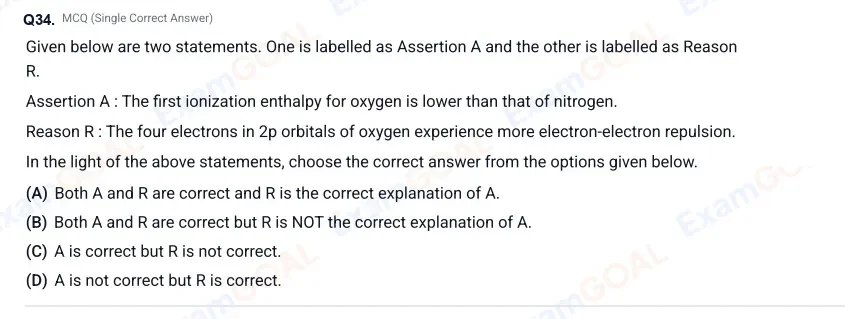 Q34. MCQ (Single Correct Answer)
Given below are two statements. One is labelled as Assertion A and the other is labelled as Reason
R.
Assertion A : The first ionization enthalpy for oxygen is lower than that of nitrogen.
Reason R : The four electrons in 2p orbitals of oxygen experience more electron-electron repulsion.
In the light of the above statements, choose the correct answer from the options given below.
(A) Both A and R are correct and R is the correct explanation of A.
(B) Both A and R are correct but R is NOT the correct explanation of A.
(C) A is correct but R is not correct.
(D) A is not correct but R is correct.